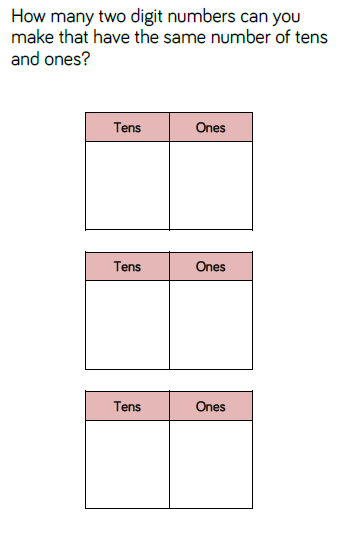 How many two digit numbers can you
make that have the same number of tens
and ones?
Tens Ones
Tens Ones
Tens Ones